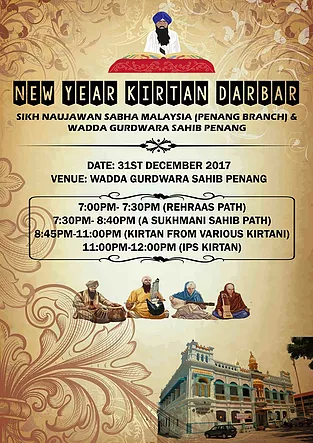 NEW YEAR KIRTAN DARBAR
SIKH NAUJAWAN SABHA MALAYSIA (PENANG BRANCH) &
WADDA GURDWARA SAHIB PENANG
DATE: 31ST DECEMBER 2017
VENUE: WADDA GURDWARA SAHIB PENANG
7:00PM- 7:30PM (REHRAAS PATH)
7:30PM- 8:40PM (A SUKHMANI SAHIB PATH)
8:45PM-11:00PM (KIRTAN FROM VARIOUS KIRTANI)
11:00PM-12:00PM (IPS KIRTAN)